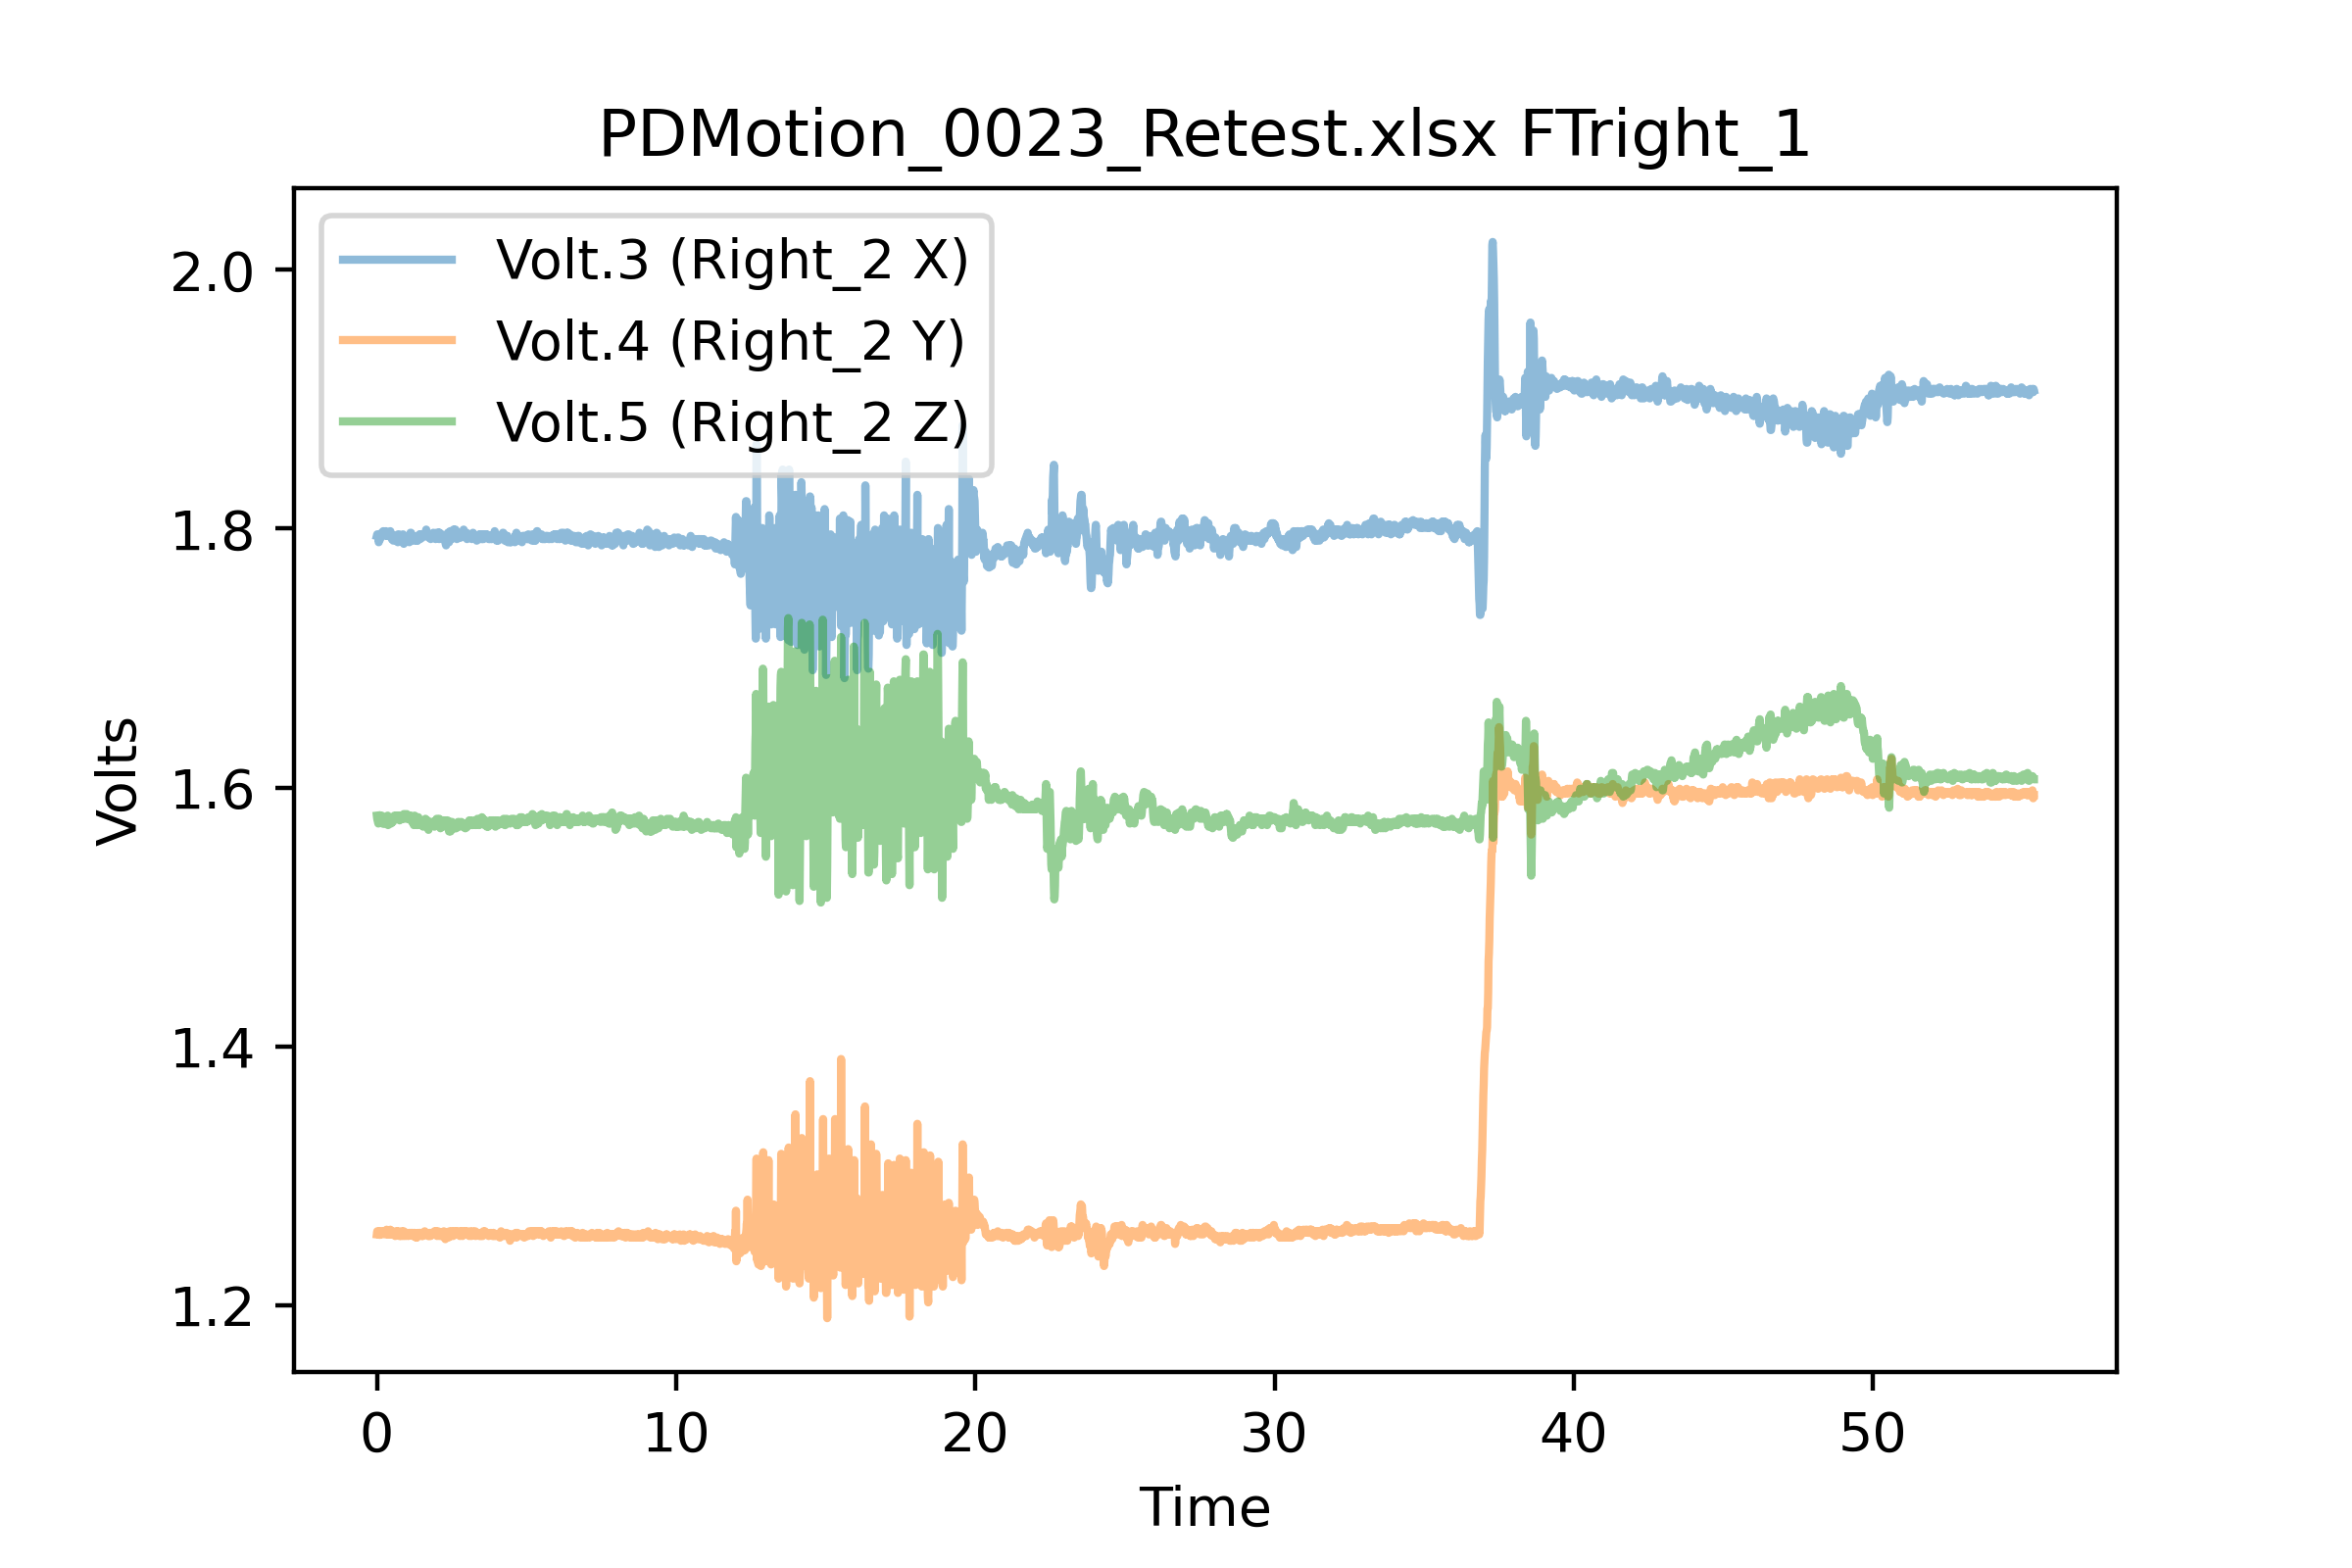 PDMotion_0023_Retest.xlsx FTright_1
Volt.3 (Right_2 X)
Volt.4 (Right_2 Y)
Volt.5 (Right_2 Z)
2.0
1.8
1.6
1.4
1.2
Volts
0 10 20 30 40 50
Time